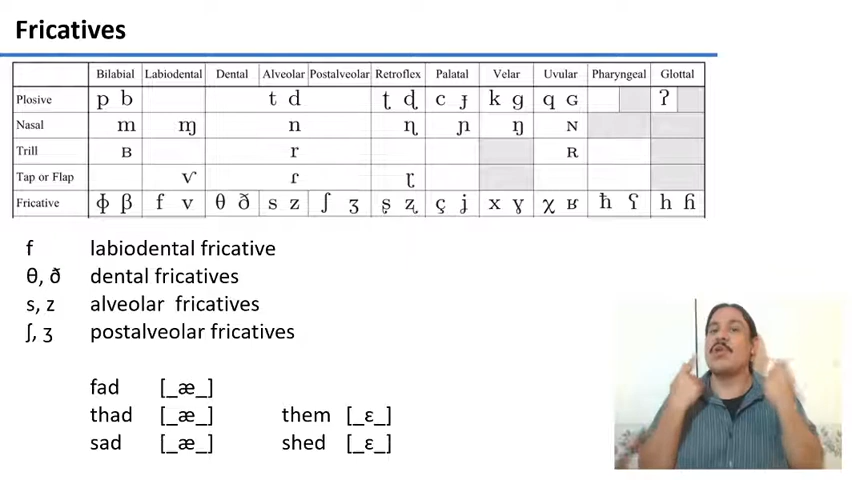 Fricatives
Bilabial Labiodental Dental Alveolar Postalveolar Retroflex Palatal Velar Uvular Pharyngeal Glottal
Plosive p b t d ʈ ɖ c ɟ k ɡ q ɢ ʔ
Nasal m ɱ n ɳ ɲ ŋ ɴ
Trill ʙ r ʀ
Tap or Flap ⱱ ɾ ɽ
Fricative ɸ β f v θ ð s z ʃ ʒ ʂ ʐ ç ʝ x ɣ χ ʁ ħ ʕ h ɦ
f labiodental fricative
θ, ð dental fricatives
s, z alveolar fricatives
ʃ, ʒ postalveolar fricatives
fad [_æ_]
thad [_æ_] them [_ɛ_]
sad [_æ_] shed [_ɛ_]